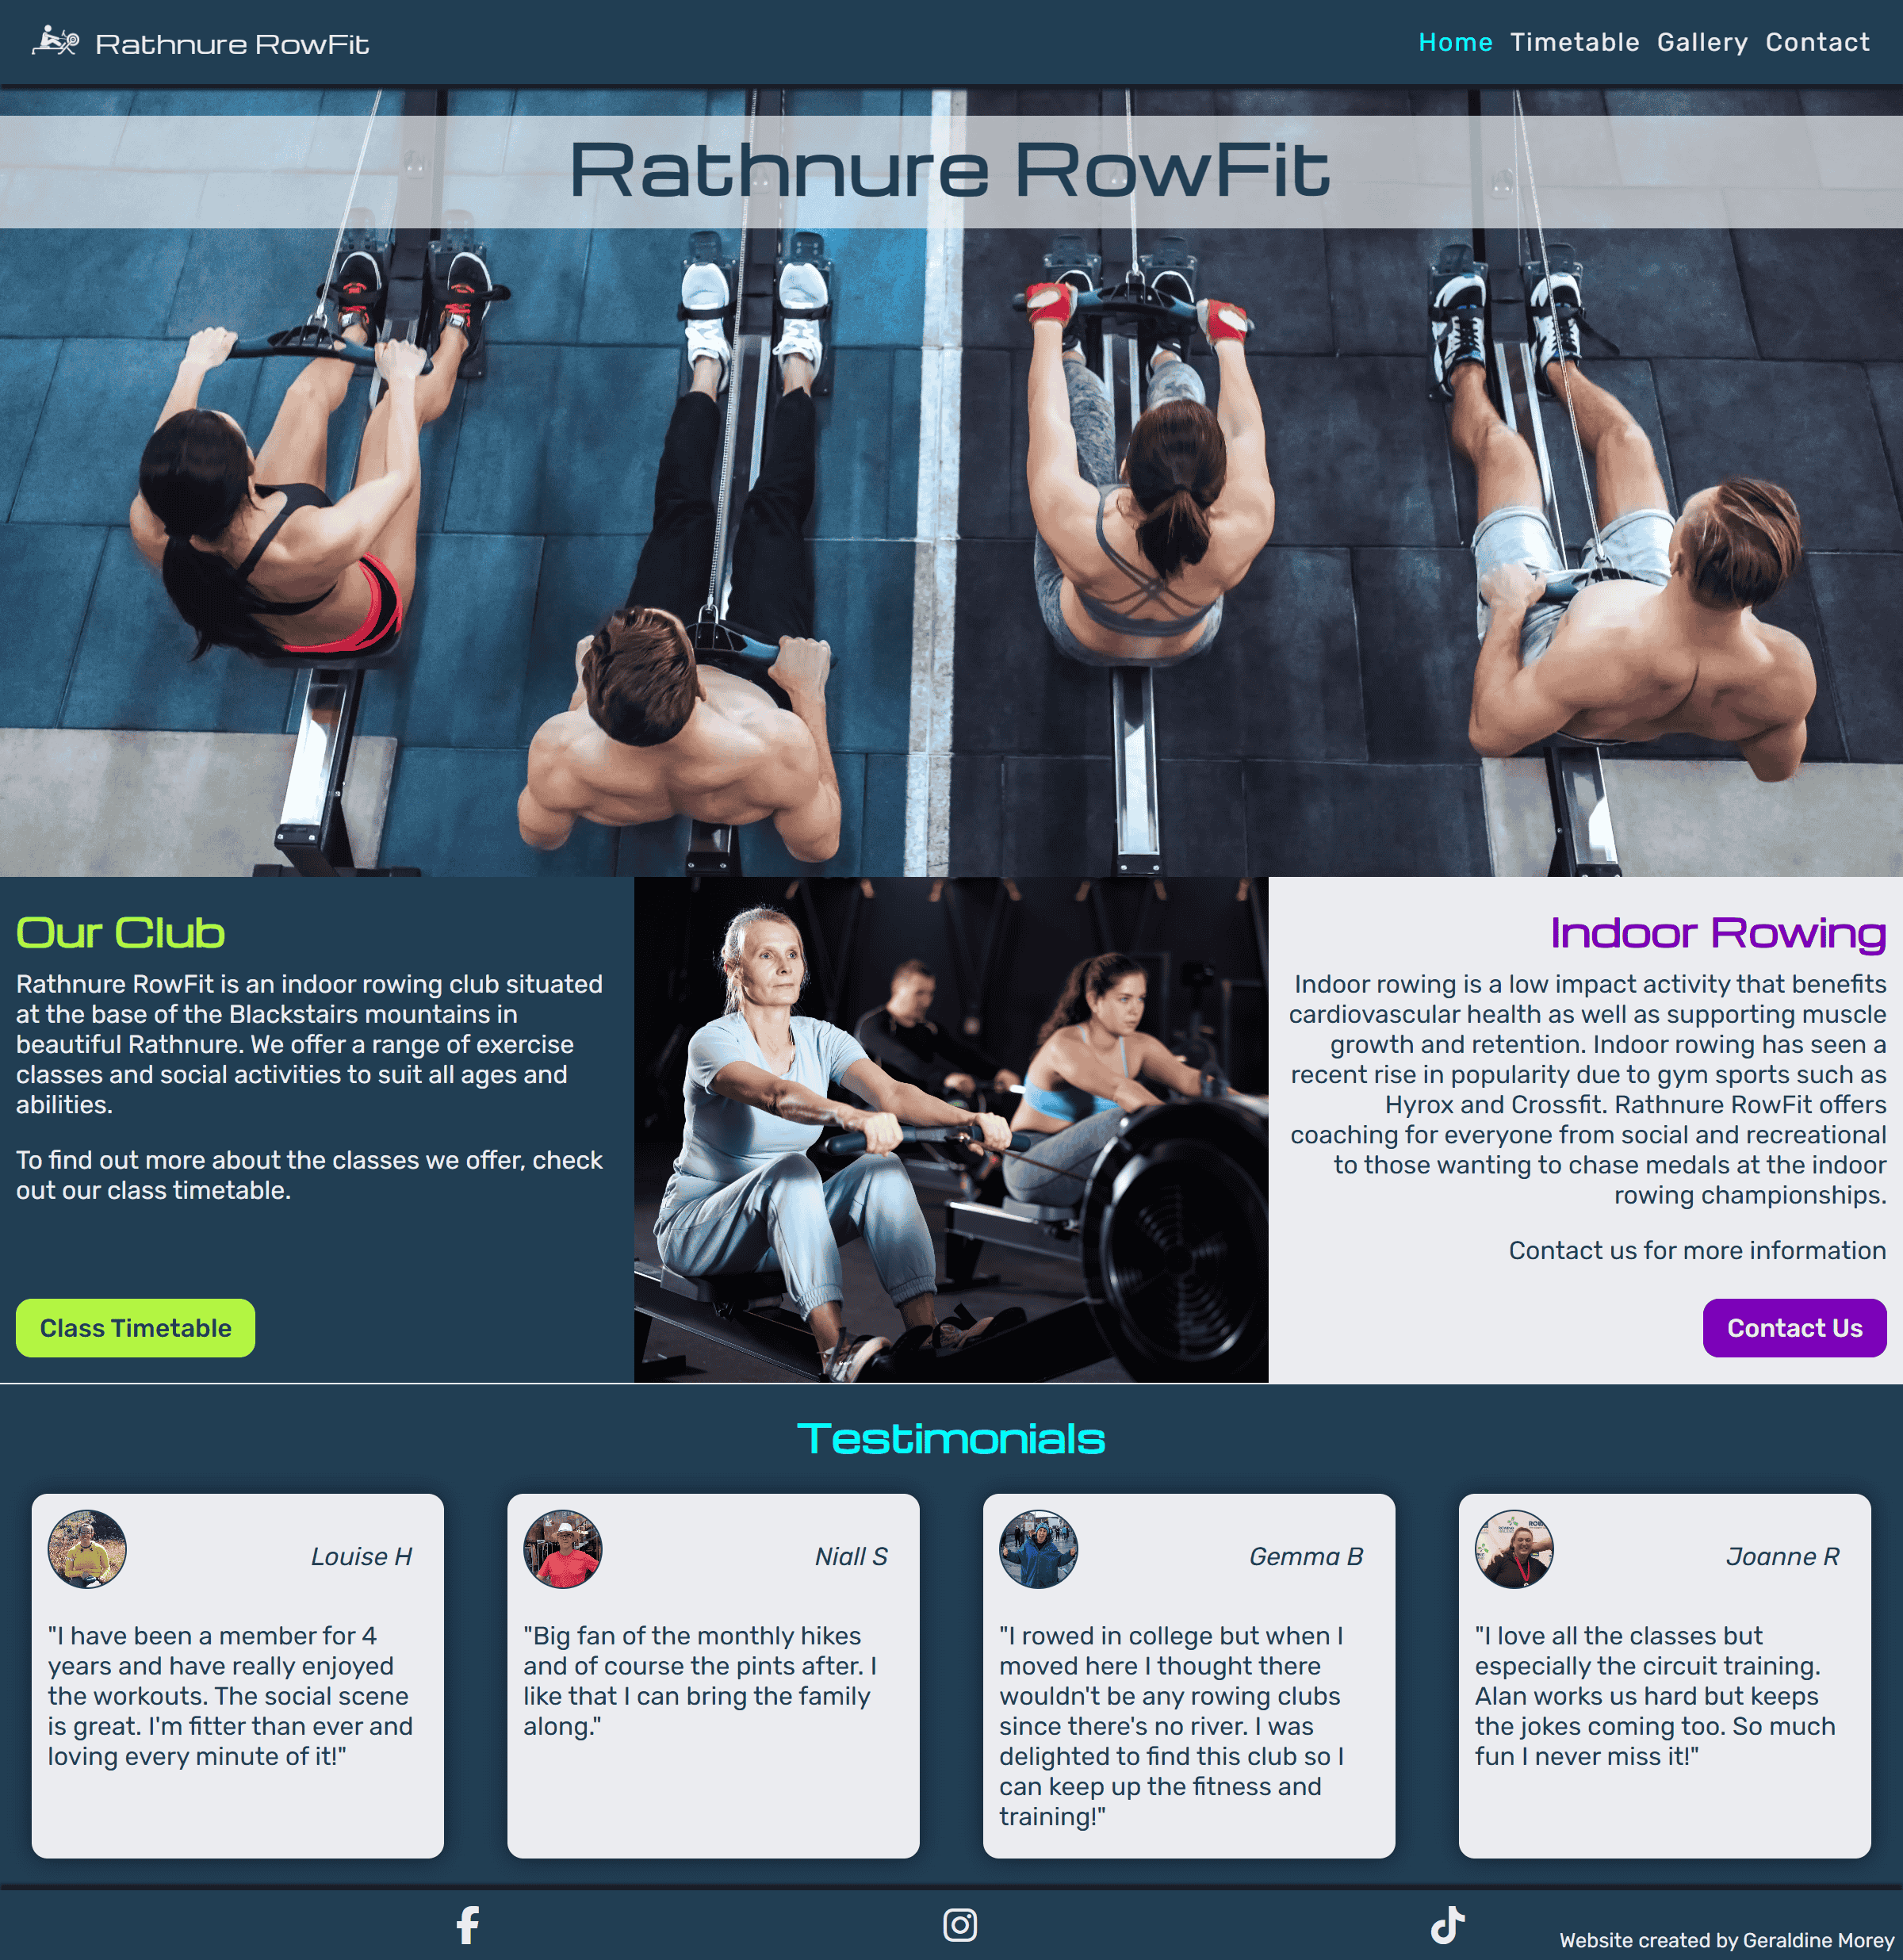 Rathnure RowFit
Home Timetable Gallery Contact
Rathnure RowFit
Our Club
Rathnure RowFit is an indoor rowing club situated
at the base of the Blackstairs mountains in
beautiful Rathnure. We offer a range of exercise
classes and social activities to suit all ages and
abilities.
To find out more about the classes we offer, check
out our class timetable.
Class Timetable
Indoor Rowing
Indoor rowing is a low impact activity that benefits
cardiovascular health as well as supporting muscle
growth and retention. Indoor rowing has seen a
recent rise in popularity due to gym sports such as
Hyrox and Crossfit. Rathnure RowFit offers
coaching for everyone from social and recreational
to those wanting to chase medals at the indoor
rowing championships.
Contact us for more information
Contact Us
Testimonials
Louise H
"I have been a member for 4
years and have really enjoyed
the workouts. The social scene
is great. I'm fitter than ever and
loving every minute of it!"
Niall S
"Big fan of the monthly hikes
and of course the pints after. I
like that I can bring the family
along."
Gemma B
"I rowed in college but when I
moved here I thought there
wouldn't be any rowing clubs
since there's no river. I was
delighted to find this club so I
can keep up the fitness and
training!"
Joanne R
"I love all the classes but
especially the circuit training.
Alan works us hard but keeps
the jokes coming too. So much
fun I never miss it!"
Website created by Geraldine Morey